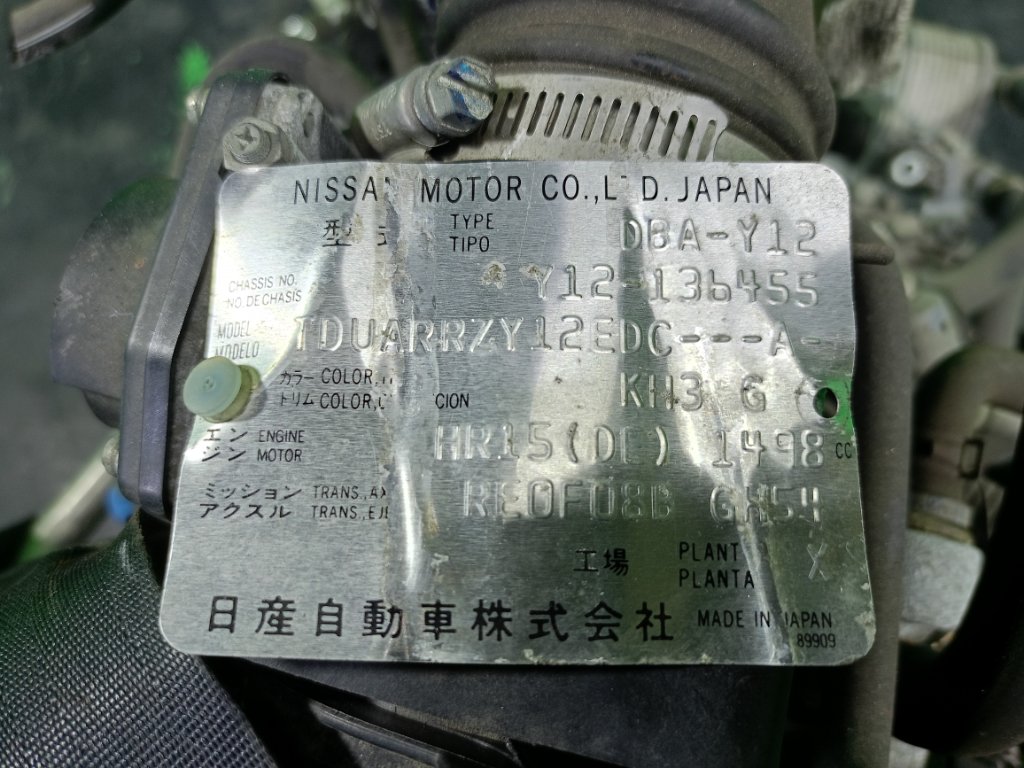 NISSAN MOTOR CO.,LTD. JAPAN
型式 TYPE TIPO DBA-Y12
CHASSIS NO. NO. DE CHASIS Y12-136455
MODEL MODELO TDUARRZY12EDC---A-
カラー COLOR, KH3 G
トリム COLOR, CION
エンジン ENGINE MOTOR HR15(DE) 1498 CC
ミッション TRANS., AX
アクスル TRANS., EJE RE0F08B GH54
工場 PLANT PLANTA X
日産自動車株式会社 MADE IN JAPAN
89909